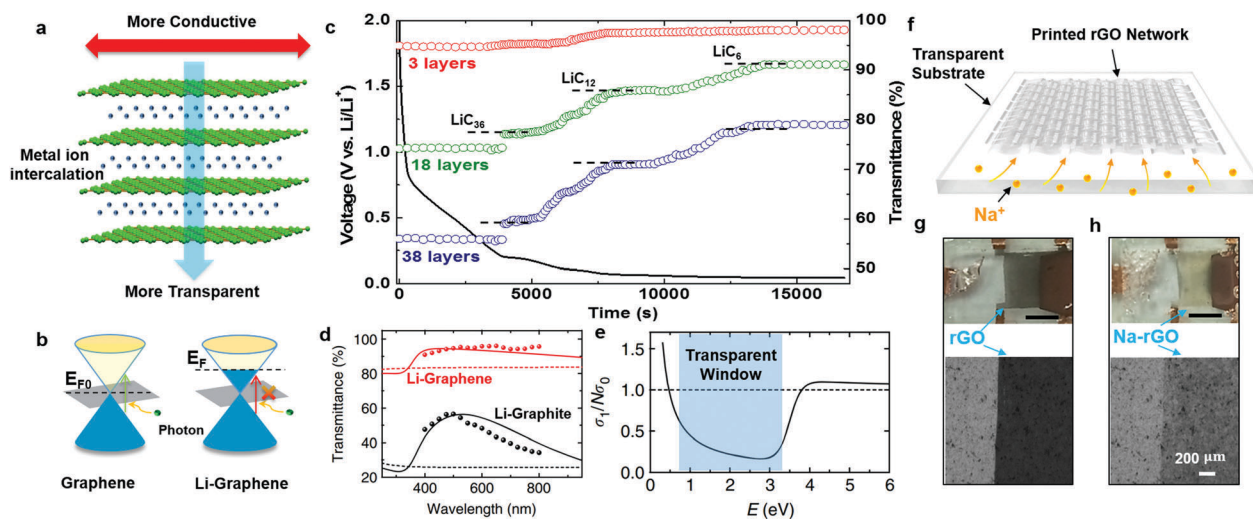 a
More Conductive
Metal ion
intercalation
More Transparent
b
E_F0
E_F
Photon
Graphene
Li-Graphene
c
Voltage (V vs. Li/Li⁺)
2.0
1.5
1.0
0.5
0.0
3 layers
18 layers
38 layers
LiC₃₆
LiC₁₂
LiC₆
0
5000
10000
15000
Time (s)
100
90
80
70
60
50
Transmittance (%)
d
Transmittance (%)
100
80
60
40
20
Li-Graphene
Li-Graphite
400
600
800
Wavelength (nm)
e
σ₁/Nσ₀
1.5
1.0
0.5
0.0
Transparent
Window
0
1
2
3
4
5
6
E (eV)
f
Printed rGO Network
Transparent
Substrate
Na⁺
g
rGO
h
Na-rGO
200 μm